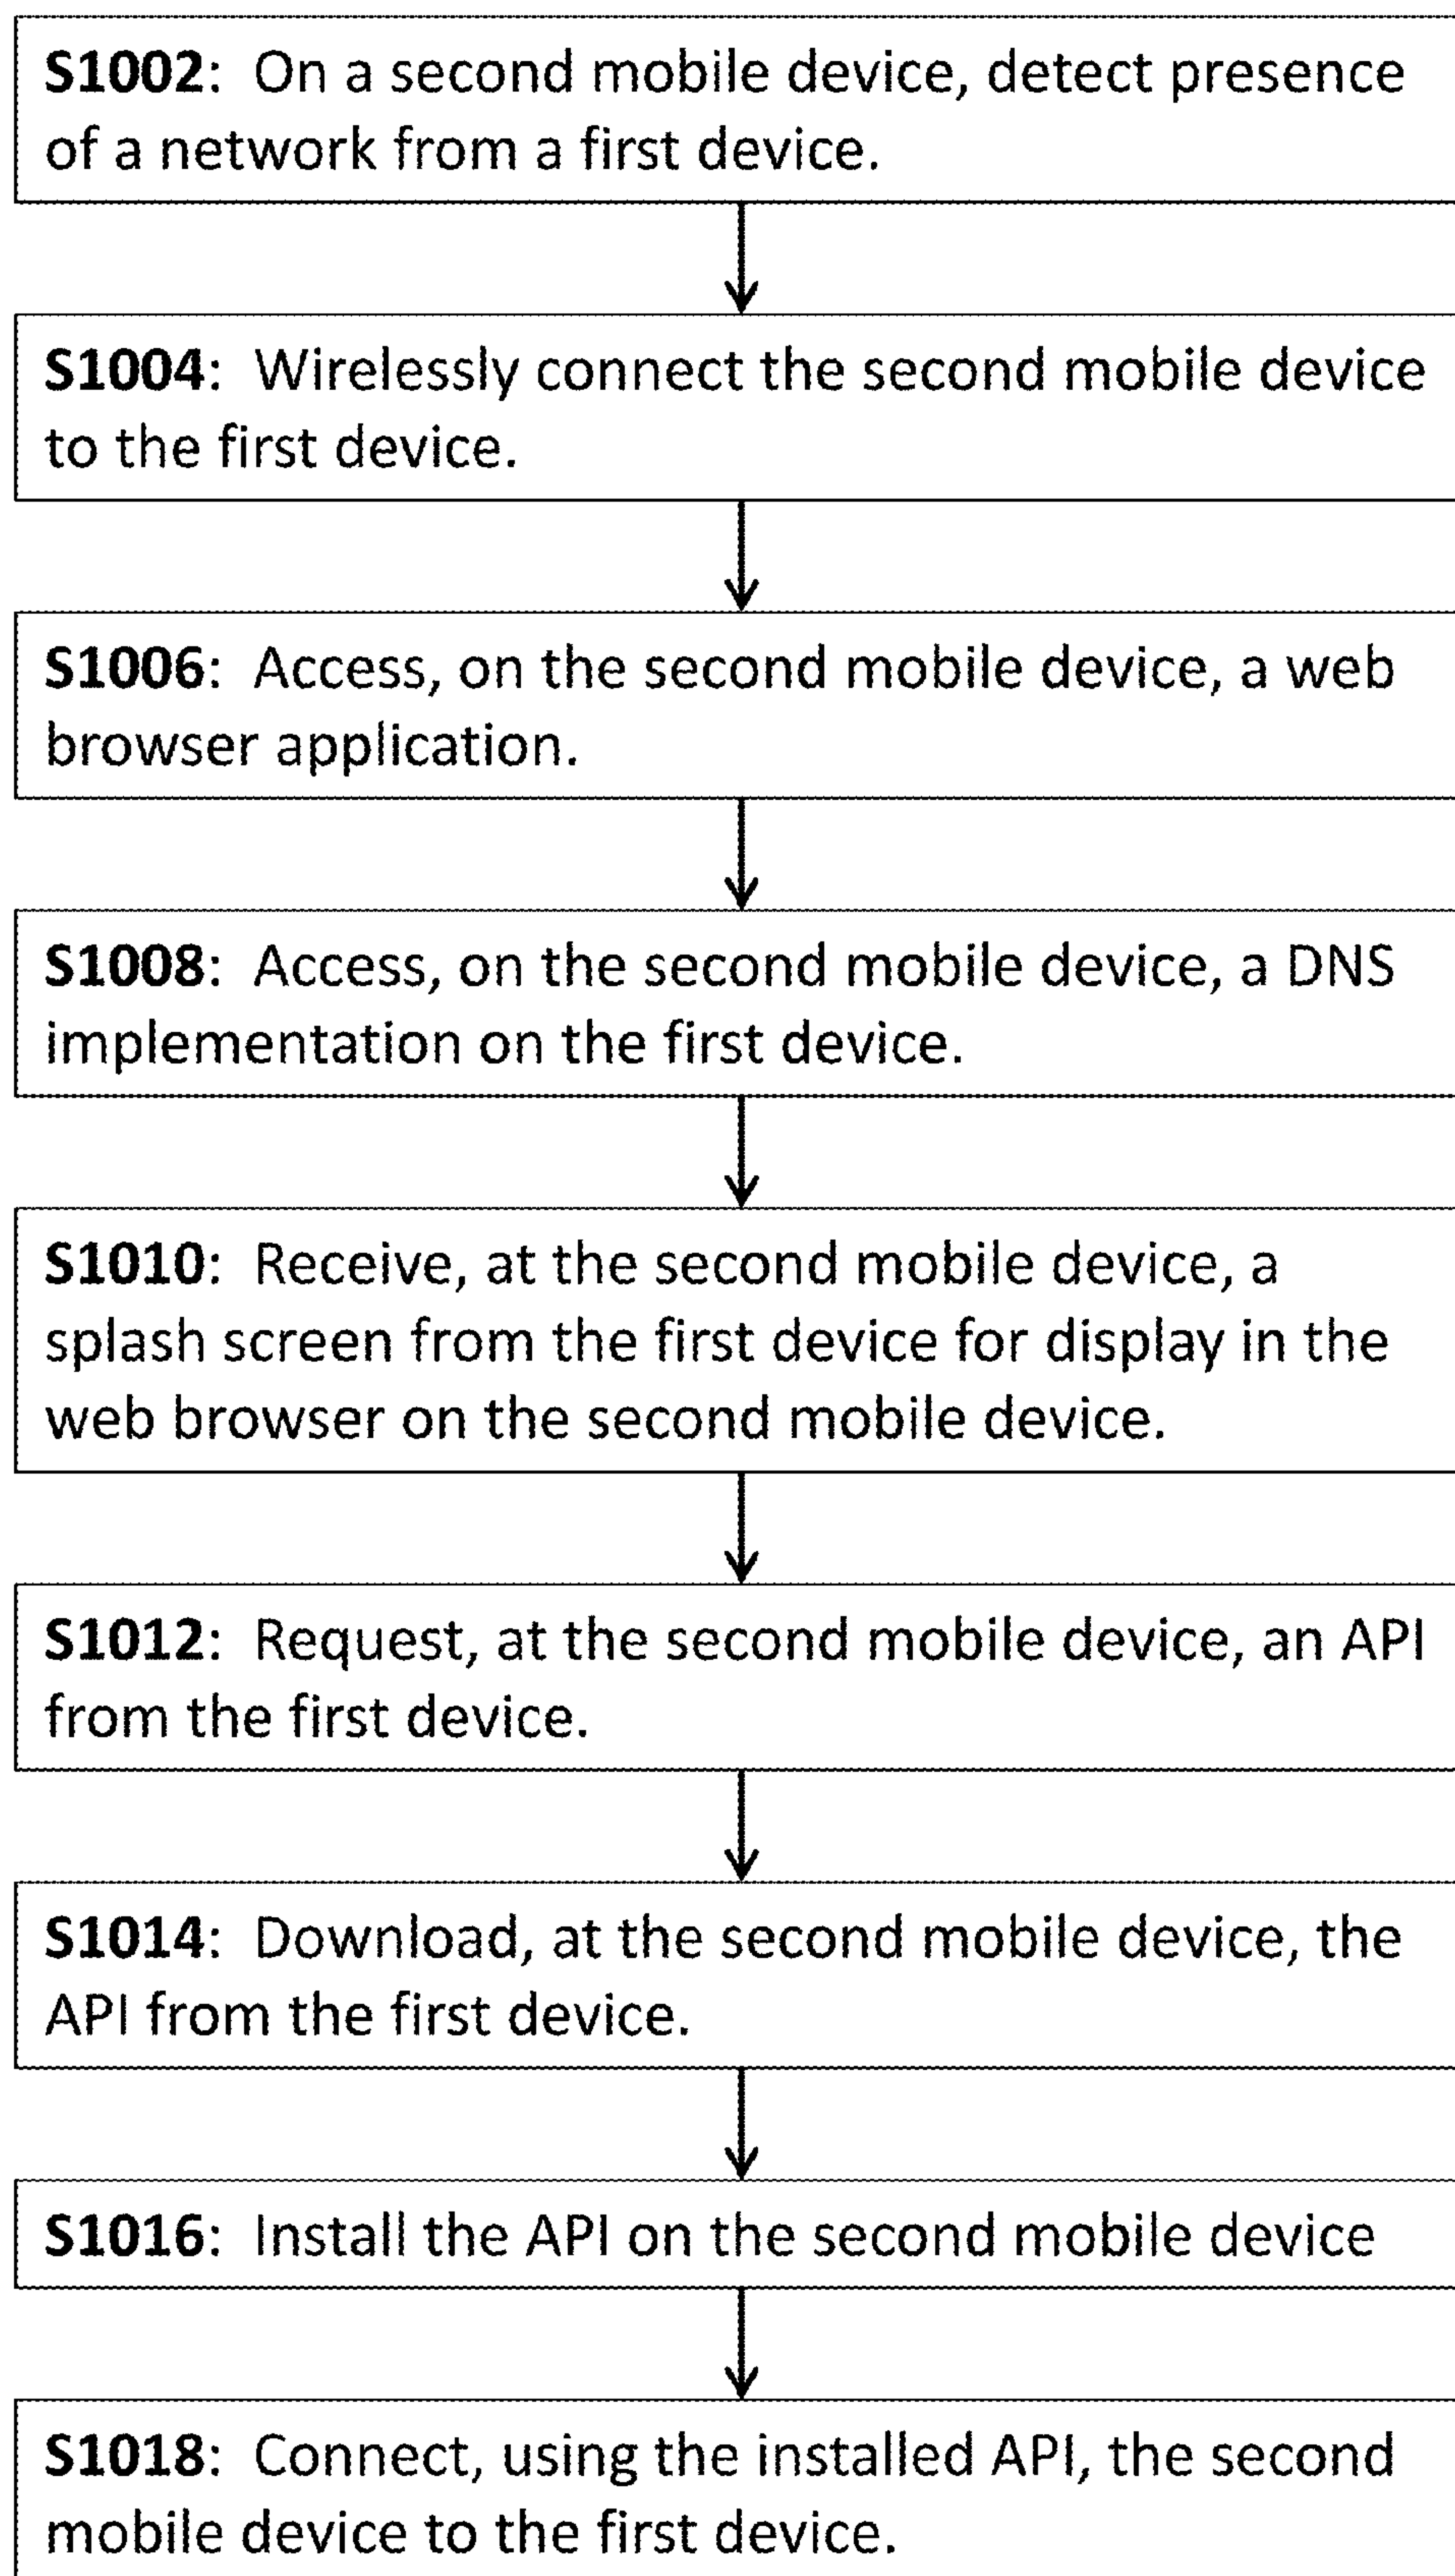 S1002: On a second mobile device, detect presence
of a network from a first device.
S1004: Wirelessly connect the second mobile device
to the first device.
S1006: Access, on the second mobile device, a web
browser application.
S1008: Access, on the second mobile device, a DNS
implementation on the first device.
S1010: Receive, at the second mobile device, a
splash screen from the first device for display in the
web browser on the second mobile device.
S1012: Request, at the second mobile device, an API
from the first device.
S1014: Download, at the second mobile device, the
API from the first device.
S1016: Install the API on the second mobile device
S1018: Connect, using the installed API, the second
mobile device to the first device.